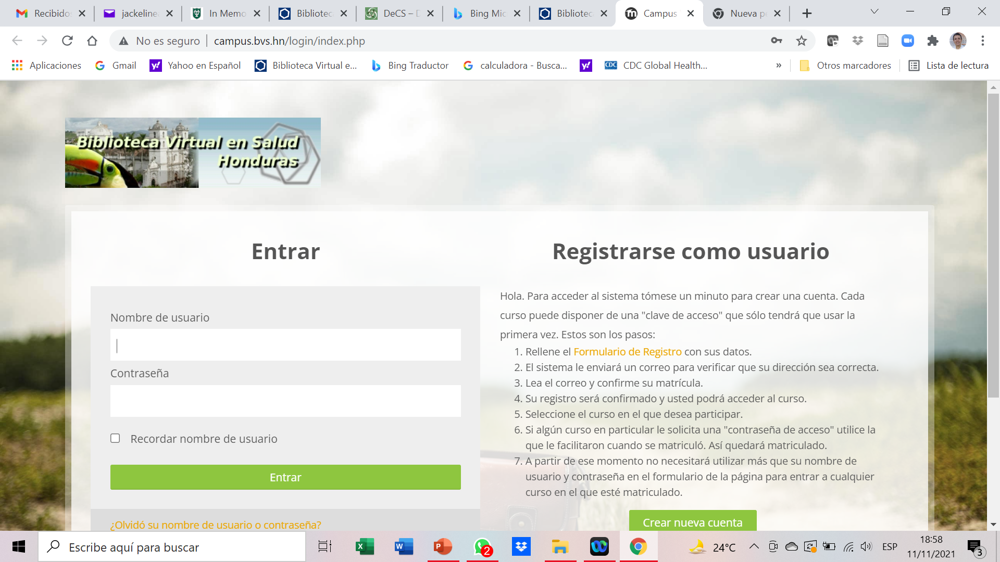 Recibidos
jackeline
In Memo
Bibliotec
DeCS – D
Bing Mic
Bibliotec
Campus
Nueva pe
No es seguro
campus.bvs.hn/login/index.php
Aplicaciones
Gmail
Yahoo en Español
Biblioteca Virtual e...
Bing Traductor
calculadora - Busca...
CDC Global Health...
»
Otros marcadores
Lista de lectura
Biblioteca Virtual en Salud
Honduras
Entrar
Nombre de usuario
Contraseña
Recordar nombre de usuario
Entrar
¿Olvidó su nombre de usuario o contraseña?
Registrarse como usuario
Hola. Para acceder al sistema tómese un minuto para crear una cuenta. Cada
curso puede disponer de una "clave de acceso" que sólo tendrá que usar la
primera vez. Estos son los pasos:
1. Rellene el Formulario de Registro con sus datos.
2. El sistema le enviará un correo para verificar que su dirección sea correcta.
3. Lea el correo y confirme su matrícula.
4. Su registro será confirmado y usted podrá acceder al curso.
5. Seleccione el curso en el que desea participar.
6. Si algún curso en particular le solicita una "contraseña de acceso" utilice la
que le facilitaron cuando se matriculó. Así quedará matriculado.
7. A partir de ese momento no necesitará utilizar más que su nombre de
usuario y contraseña en el formulario de la página para entrar a cualquier
curso en el que esté matriculado.
Crear nueva cuenta
Escribe aquí para buscar
2
24°C
ESP
18:58
11/11/2021
3